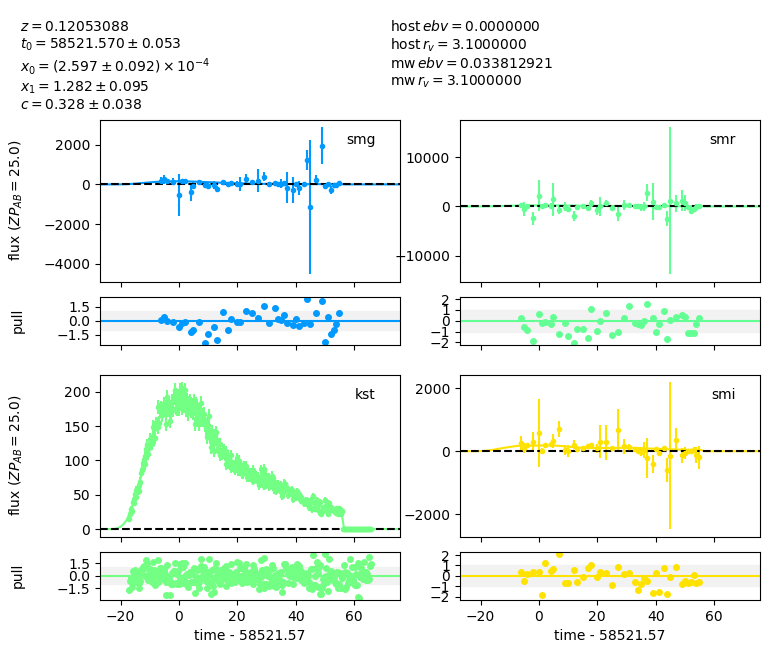 z = 0.12053088
t₀ = 58521.570 ± 0.053
x₀ = (2.597 ± 0.092) × 10⁻⁴
x₁ = 1.282 ± 0.095
c = 0.328 ± 0.038
host ebv = 0.0000000
host r_v = 3.1000000
mw ebv = 0.033812921
mw r_v = 3.1000000
flux (ZP_AB = 25.0)
2000
0
−2000
−4000
smg
10000
0
−10000
smr
pull
1.5
0.0
−1.5
2
1
0
−1
−2
flux (ZP_AB = 25.0)
200
150
100
50
0
kst
2000
0
−2000
smi
pull
1.5
0.0
−1.5
−20 0 20 40 60
time - 58521.57
2
1
0
−1
−2
−20 0 20 40 60
time - 58521.57